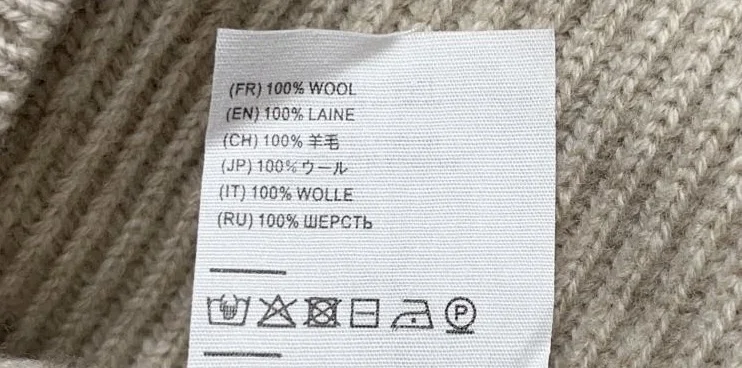 (FR) 100% WOOL
(EN) 100% LAINE
(CH) 100% 羊毛
(JP) 100% ウール
(IT) 100% WOLLE
(RU) 100% ШЕРСТЬ
P